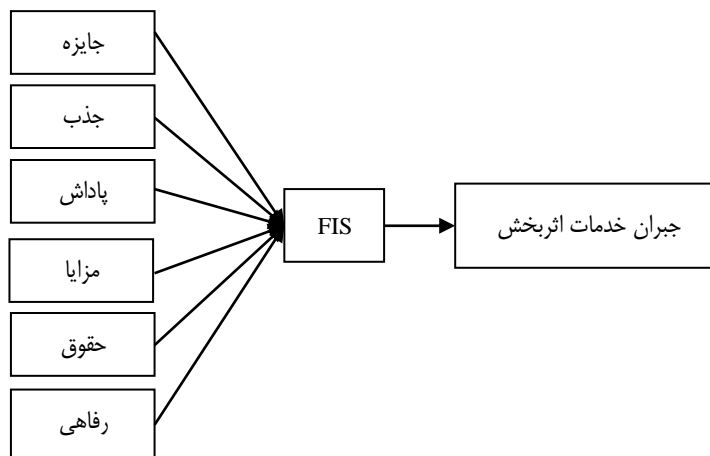 جایزه
جذب
پاداش
مزایا
حقوق
رفاهی
FIS
جبران خدمات اثربخش